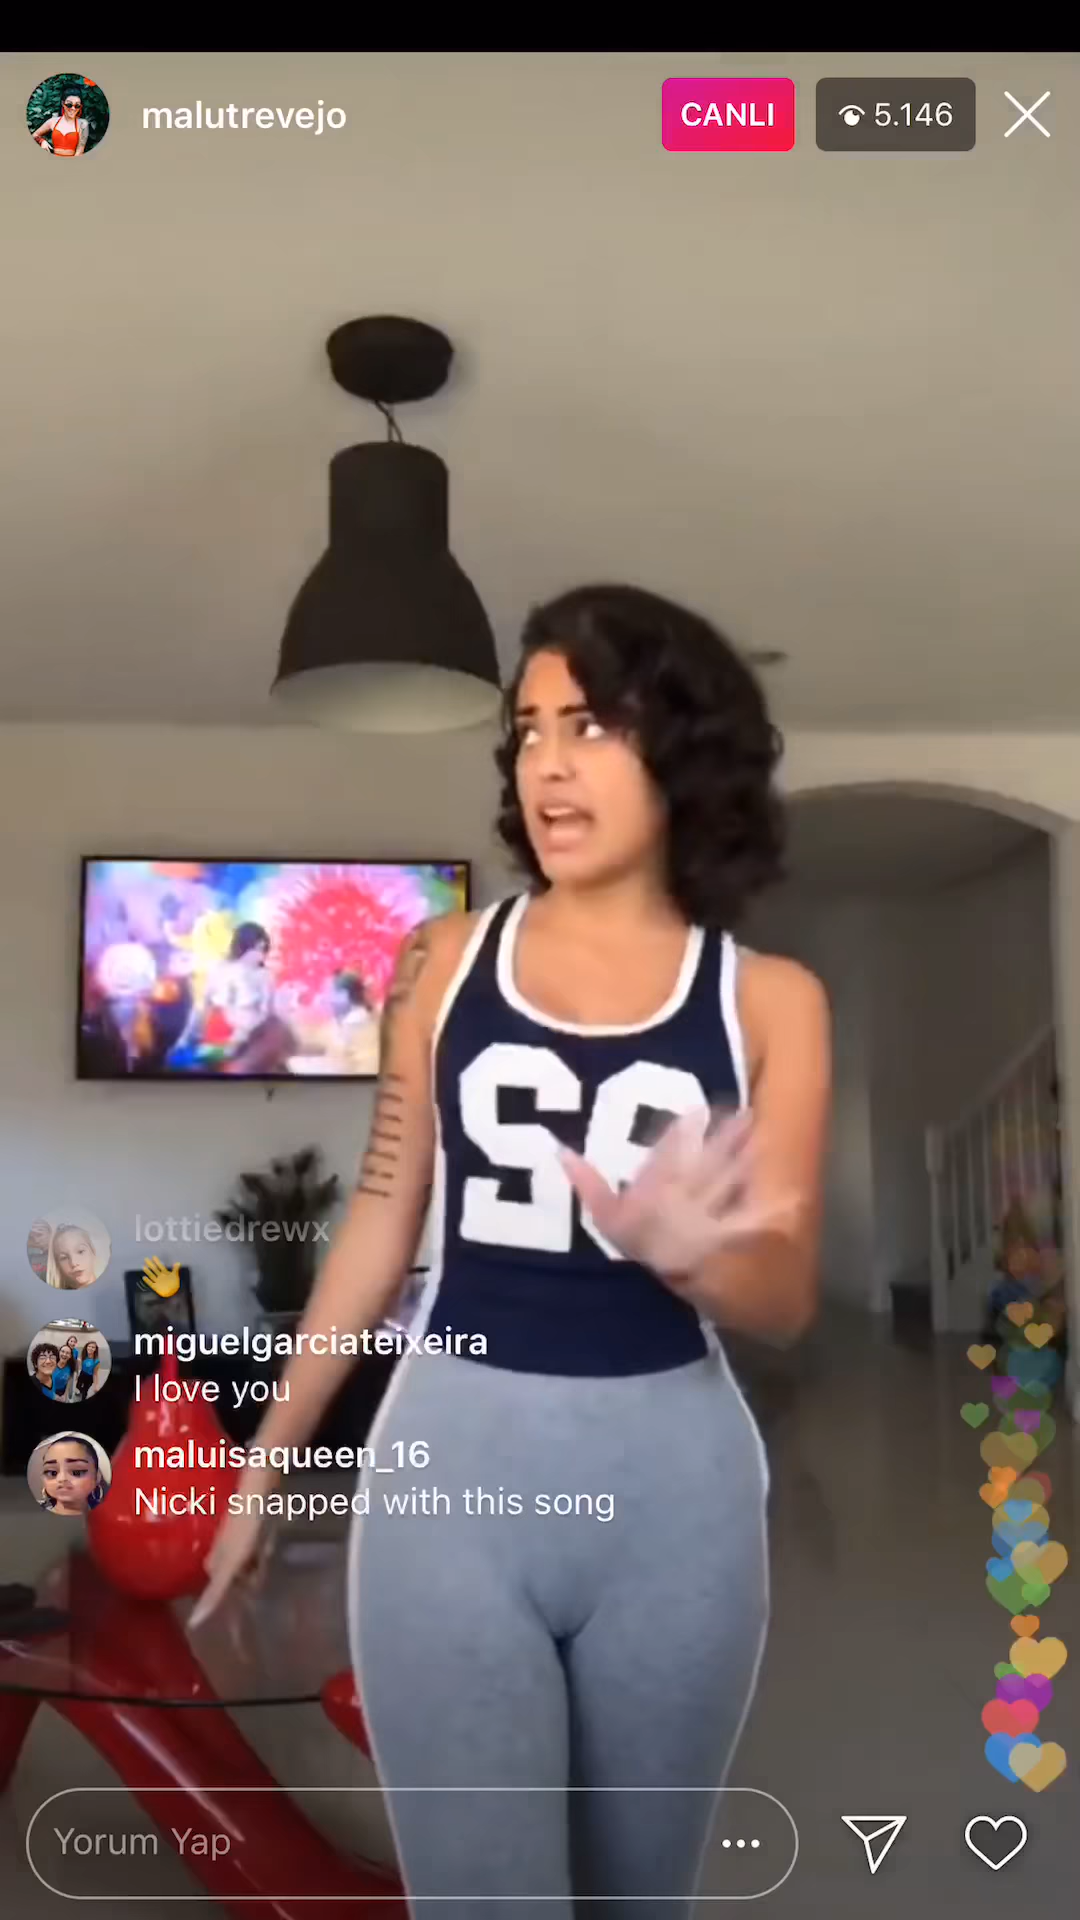 malutrevejo
CANLI
5.146
lottiedrewx
👋
miguelgarciateixeira
I love you
maluisaqueen_16
Nicki snapped with this song
Yorum Yap